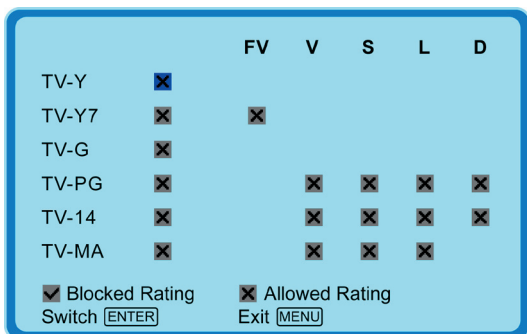 FV V S L D
TV-Y
TV-Y7
TV-G
TV-PG
TV-14
TV-MA
Blocked Rating Allowed Rating
Switch ENTER Exit MENU